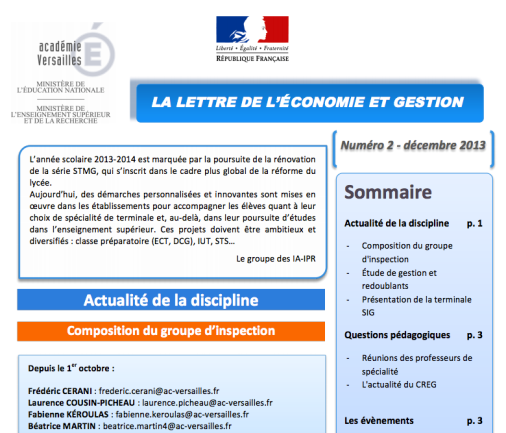 académie
Versailles
MINISTÈRE DE
L'ÉDUCATION NATIONALE
MINISTÈRE DE
L'ENSEIGNEMENT SUPÉRIEUR
ET DE LA RECHERCHE
Liberté • Égalité • Fraternité
RÉPUBLIQUE FRANÇAISE
LA LETTRE DE L'ÉCONOMIE ET GESTION
Numéro 2 - décembre 2013
L'année scolaire 2013-2014 est marquée par la poursuite de la rénovation
de la série STMG, qui s'inscrit dans le cadre plus global de la réforme du
lycée.
Aujourd'hui, des démarches personnalisées et innovantes sont mises en
œuvre dans les établissements pour accompagner les élèves quant à leur
choix de spécialité de terminale et, au-delà, dans leur poursuite d'études
dans l'enseignement supérieur. Ces projets doivent être ambitieux et
diversifiés : classe préparatoire (ECT, DCG), IUT, STS…
Le groupe des IA-IPR
Actualité de la discipline
Composition du groupe d'inspection
Depuis le 1er octobre :
Frédéric CERANI : frederic.cerani@ac-versailles.fr
Laurence COUSIN-PICHEAU : laurence.picheau@ac-versailles.fr
Fabienne KÉROULAS : fabienne.keroulas@ac-versailles.fr
Béatrice MARTIN : beatrice.martin4@ac-versailles.fr
Sommaire
Actualité de la discipline p. 1
- Composition du groupe
d'inspection
- Étude de gestion et
redoublants
- Présentation de la terminale
SIG
Questions pédagogiques p. 3
- Réunions des professeurs de
spécialité
- L'actualité du CREG
Les évènements p. 3